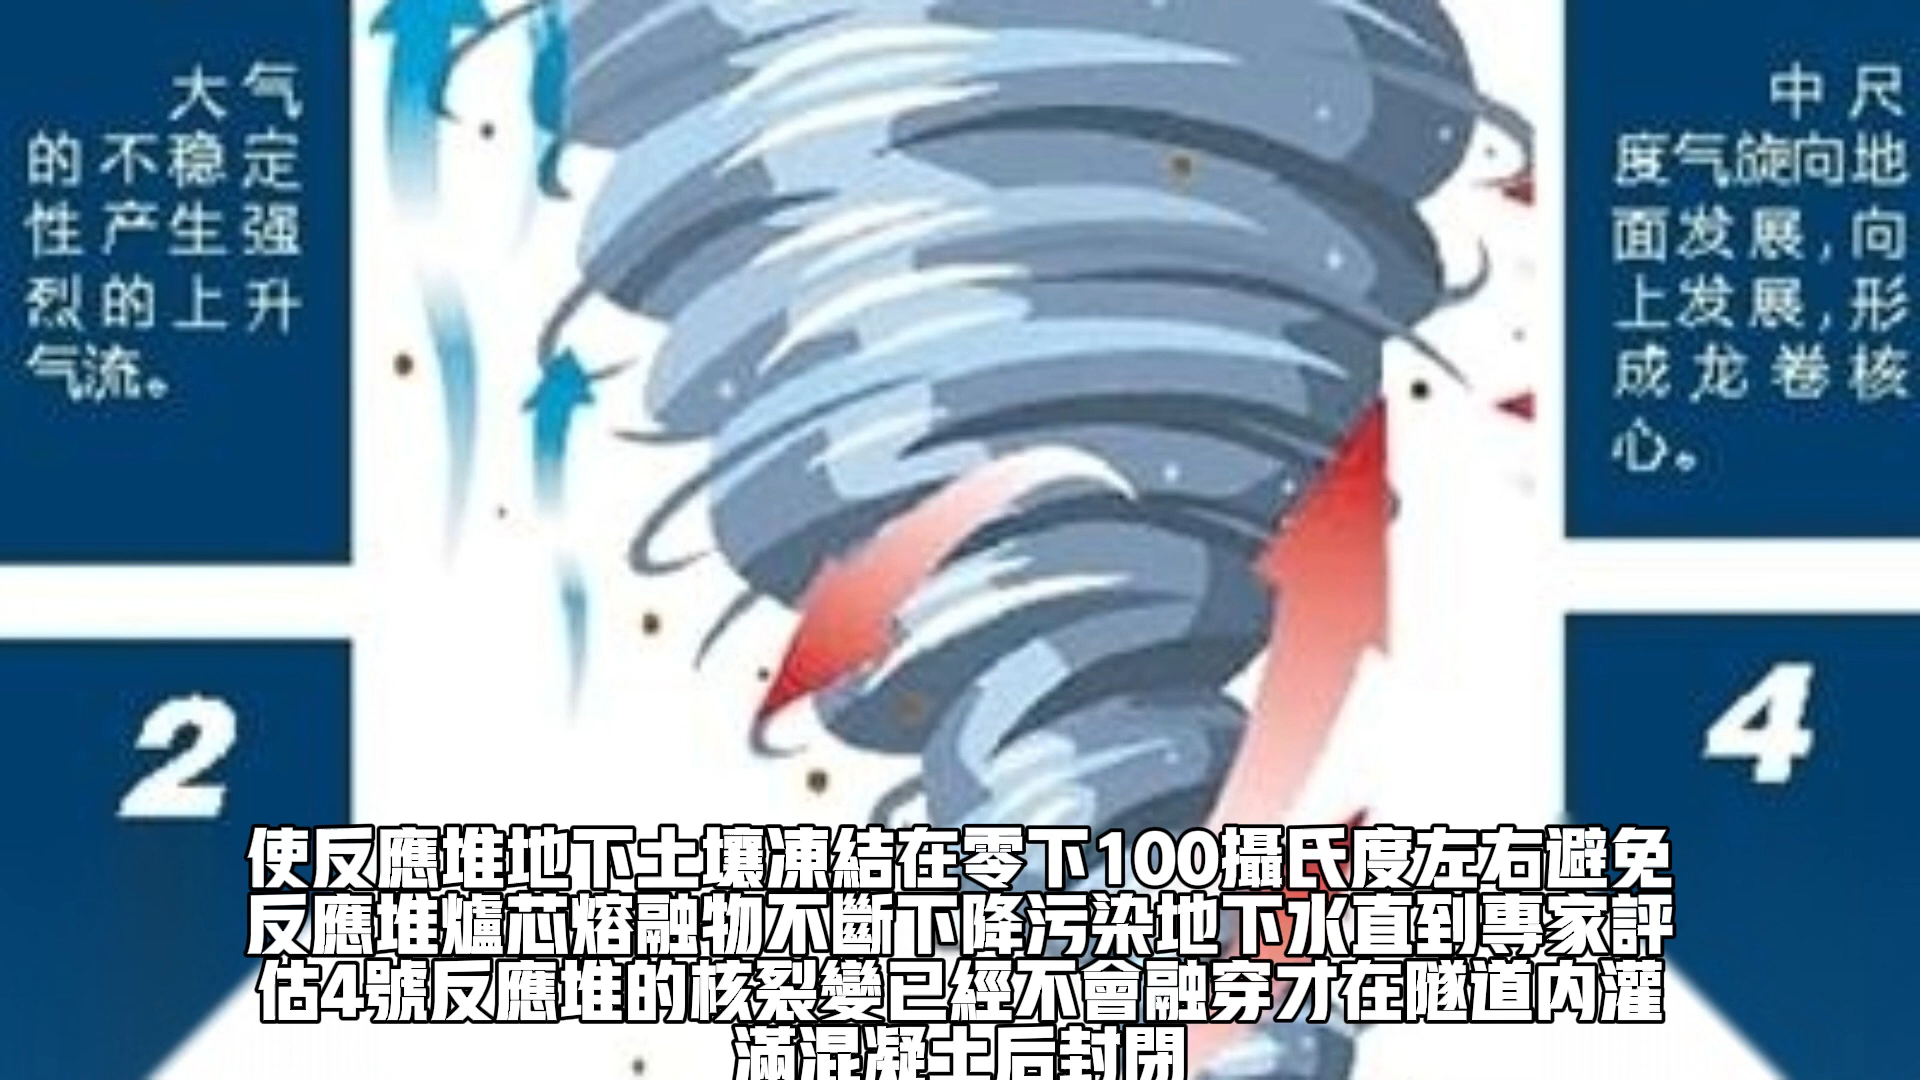 大气
的不稳定
性产生强
烈的上升
气流。
2
中尺
度气旋向地
面发展,向
上发展,形
成龙卷核
心。
4
使反應堆地下土壤凍結在零下100攝氏度左右避免
反應堆爐芯熔融物不斷下降污染地下水直到專家評
估4號反應堆的核裂變已經不會融穿才在隧道内灌
滿混凝土后封閉